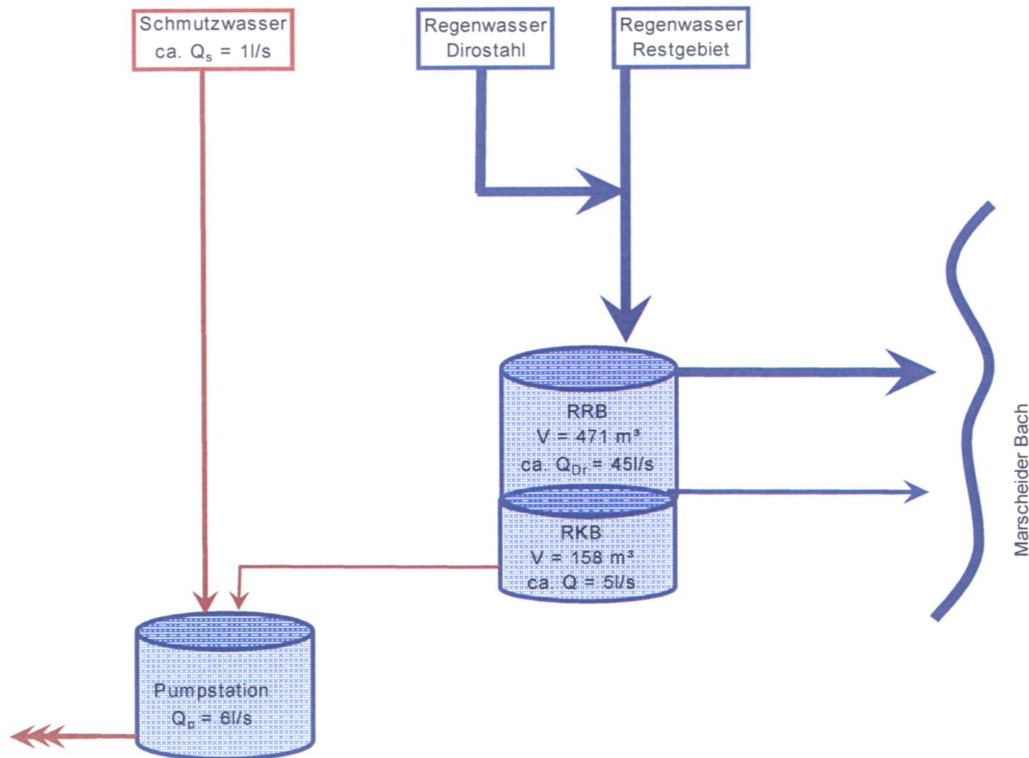 Schmutzwasser
ca. Qs = 1l/s
Regenwasser
Dirostahl
Regenwasser
Restgebiet
RRB
V = 471 m³
ca. QDr = 45l/s
RKB
V = 158 m³
ca. Q = 5l/s
Marscheider Bach
Pumpstation
Qp = 6l/s